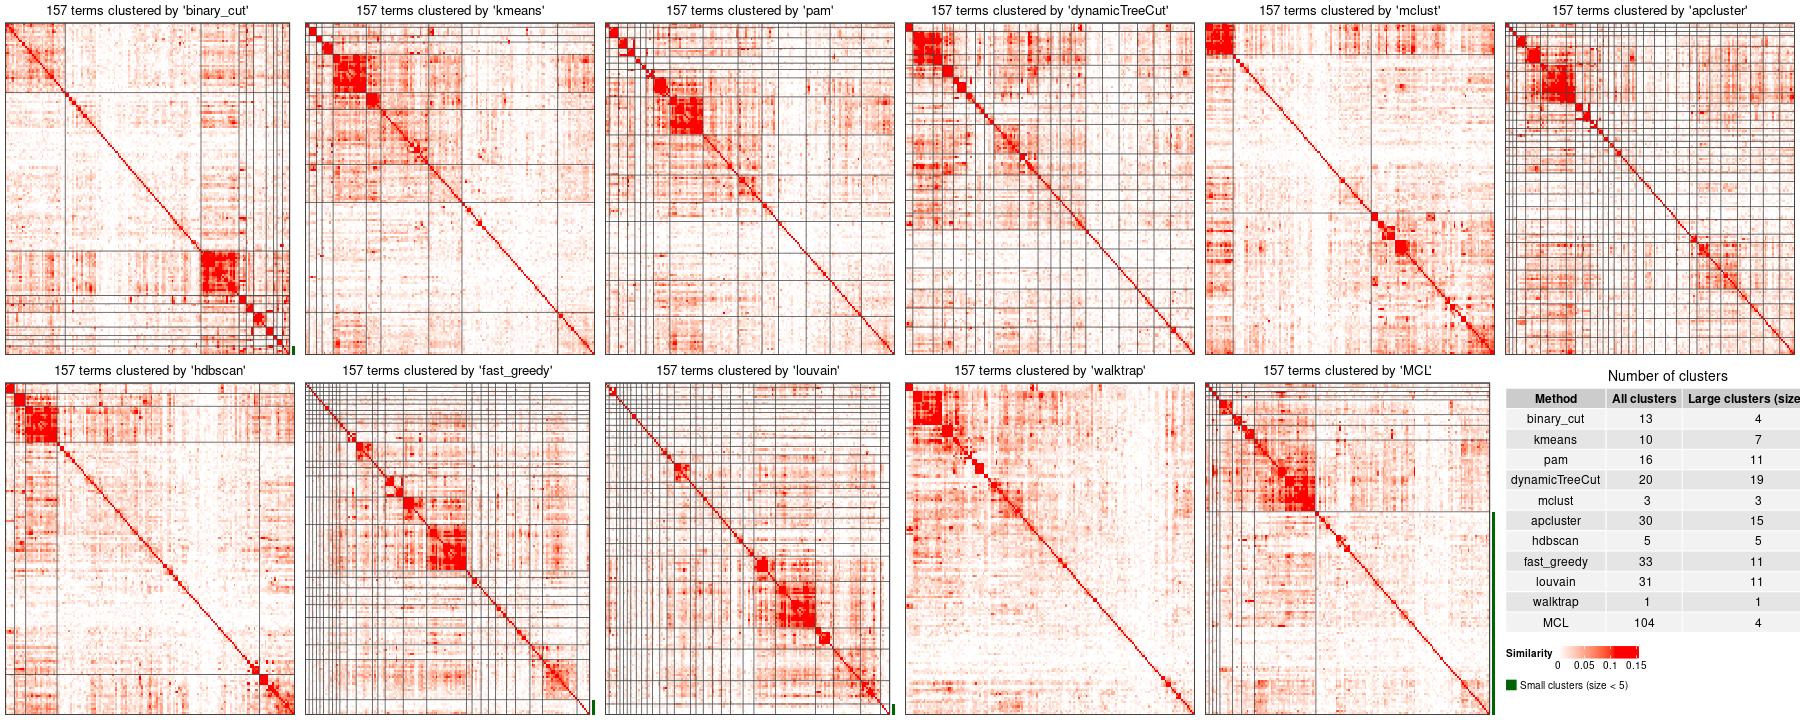 157 terms clustered by 'binary_cut'
157 terms clustered by 'kmeans'
157 terms clustered by 'pam'
157 terms clustered by 'dynamicTreeCut'
157 terms clustered by 'mclust'
157 terms clustered by 'apcluster'
157 terms clustered by 'hdbscan'
157 terms clustered by 'fast_greedy'
157 terms clustered by 'louvain'
157 terms clustered by 'walktrap'
157 terms clustered by 'MCL'
Number of clusters
Method All clusters Large clusters (size
binary_cut 13 4
kmeans 10 7
pam 16 11
dynamicTreeCut 20 19
mclust 3 3
apcluster 30 15
hdbscan 5 5
fast_greedy 33 11
louvain 31 11
walktrap 1 1
MCL 104 4
Similarity
0 0.05 0.1 0.15
Small clusters (size < 5)